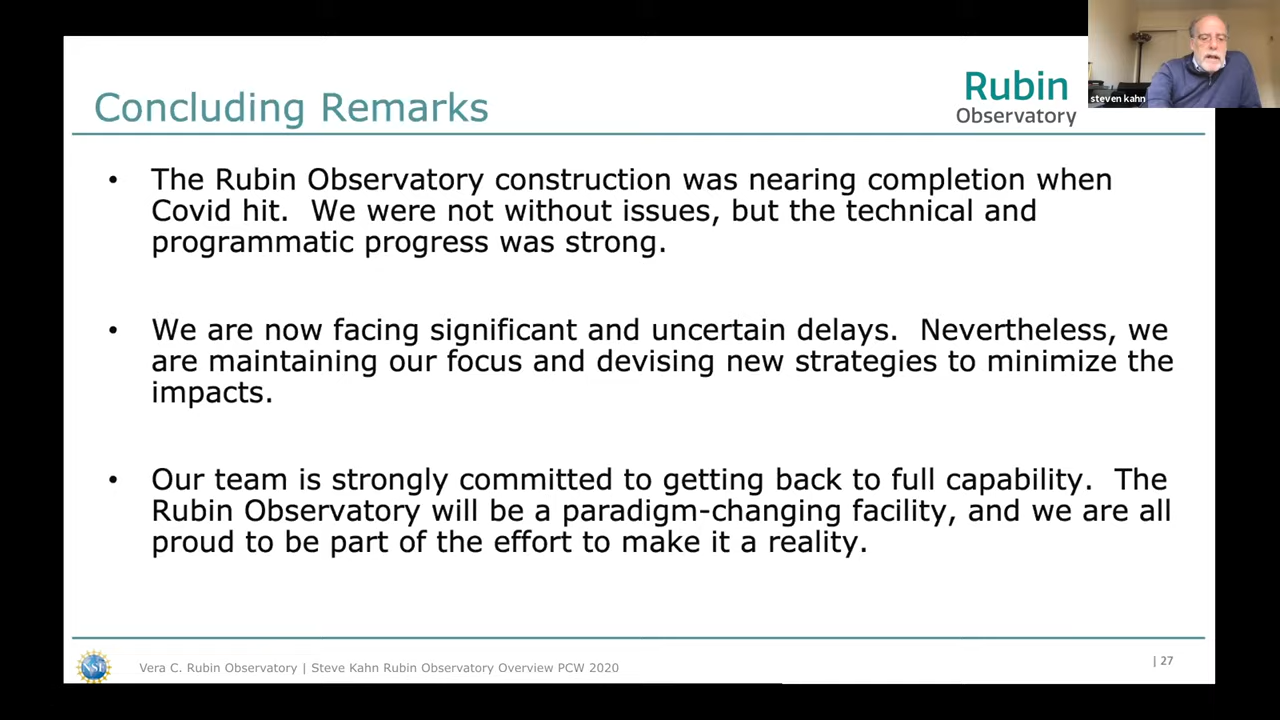 Concluding Remarks
Rubin
Observatory
steven kahn
• The Rubin Observatory construction was nearing completion when
Covid hit.  We were not without issues, but the technical and
programmatic progress was strong.
• We are now facing significant and uncertain delays.  Nevertheless, we
are maintaining our focus and devising new strategies to minimize the
impacts.
• Our team is strongly committed to getting back to full capability.  The
Rubin Observatory will be a paradigm-changing facility, and we are all
proud to be part of the effort to make it a reality.
NSF
Vera C. Rubin Observatory | Steve Kahn Rubin Observatory Overview PCW 2020
| 27